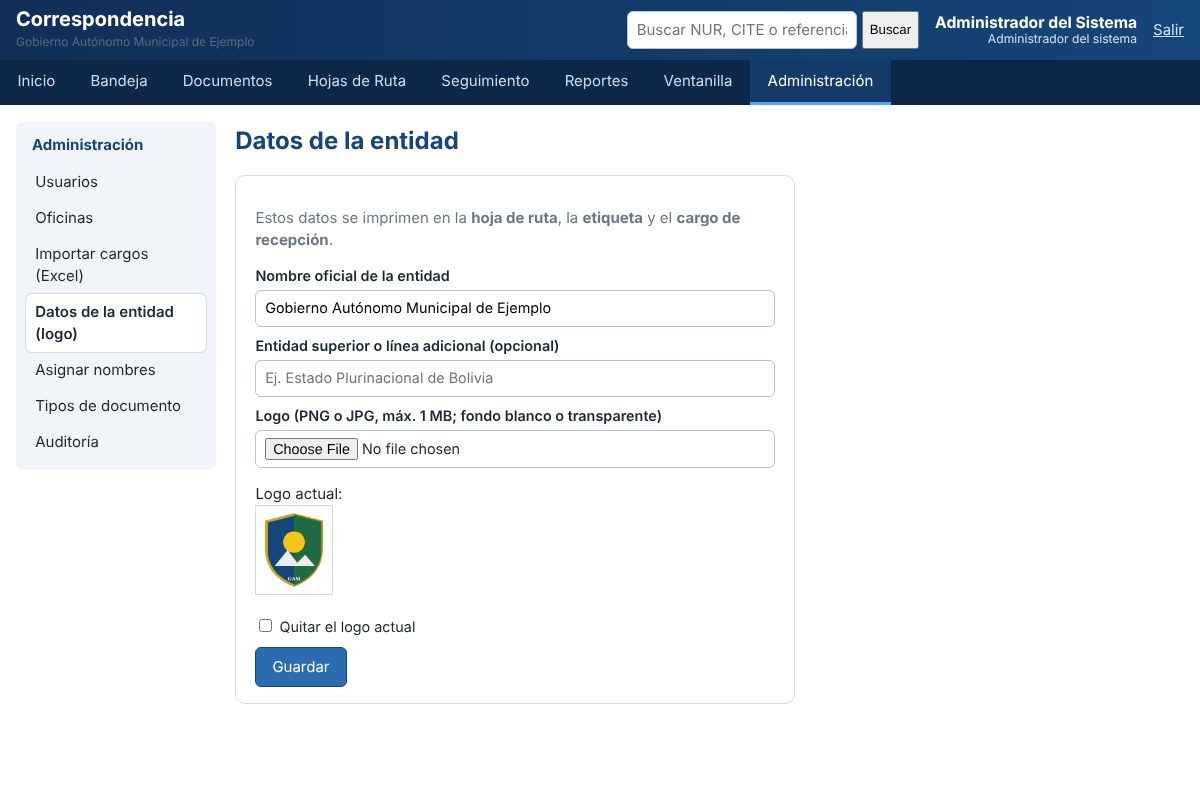 Correspondencia
Gobierno Autónomo Municipal de Ejemplo
Buscar NUR, CITE o referenci
Buscar
Administrador del Sistema
Administrador del sistema
Salir
Inicio
Bandeja
Documentos
Hojas de Ruta
Seguimiento
Reportes
Ventanilla
Administración
Administración
Usuarios
Oficinas
Importar cargos
(Excel)
Datos de la entidad
(logo)
Asignar nombres
Tipos de documento
Auditoría
Datos de la entidad
Estos datos se imprimen en la hoja de ruta, la etiqueta y el cargo de
recepción.
Nombre oficial de la entidad
Gobierno Autónomo Municipal de Ejemplo
Entidad superior o línea adicional (opcional)
Ej. Estado Plurinacional de Bolivia
Logo (PNG o JPG, máx. 1 MB; fondo blanco o transparente)
Choose File No file chosen
Logo actual:
GAM
Quitar el logo actual
Guardar